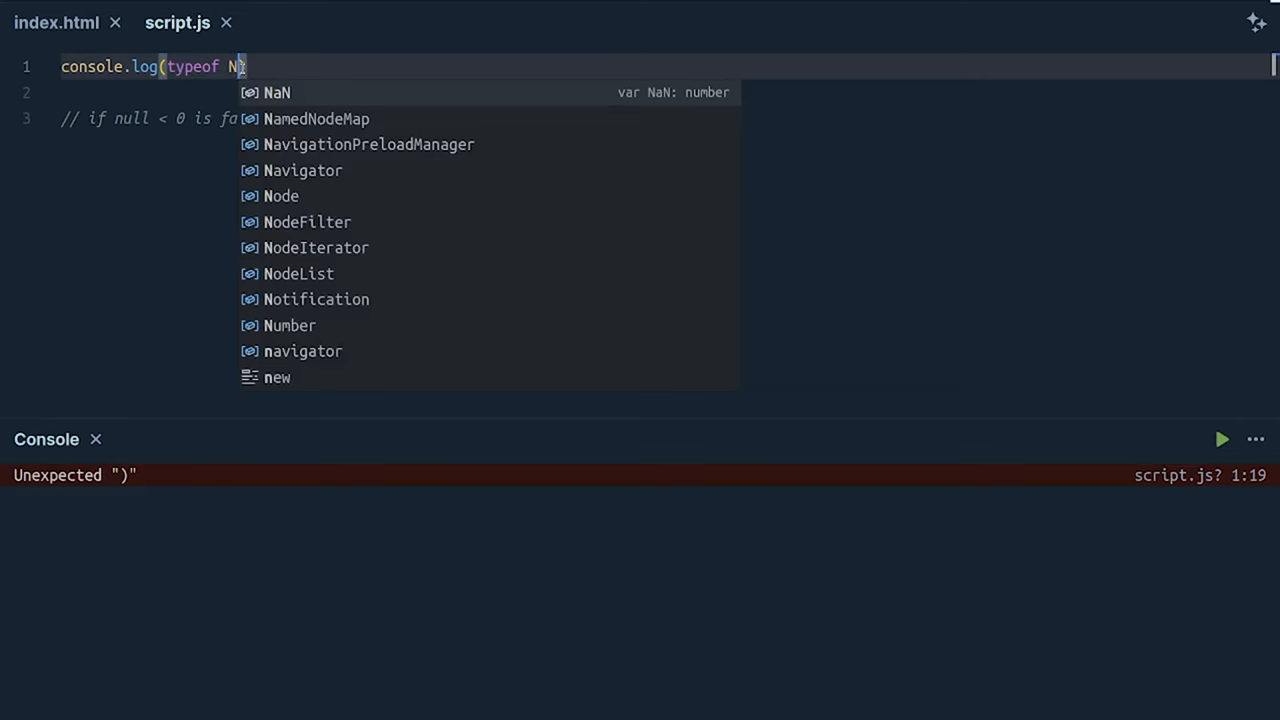 index.html
script.js
1 console.log(typeof N)
NaN var NaN: number
2
3 // if null < 0 is fa
NamedNodeMap
NavigationPreloadManager
Navigator
Node
NodeFilter
NodeIterator
NodeList
Notification
Number
navigator
new
Console
Unexpected ")" script.js? 1:19